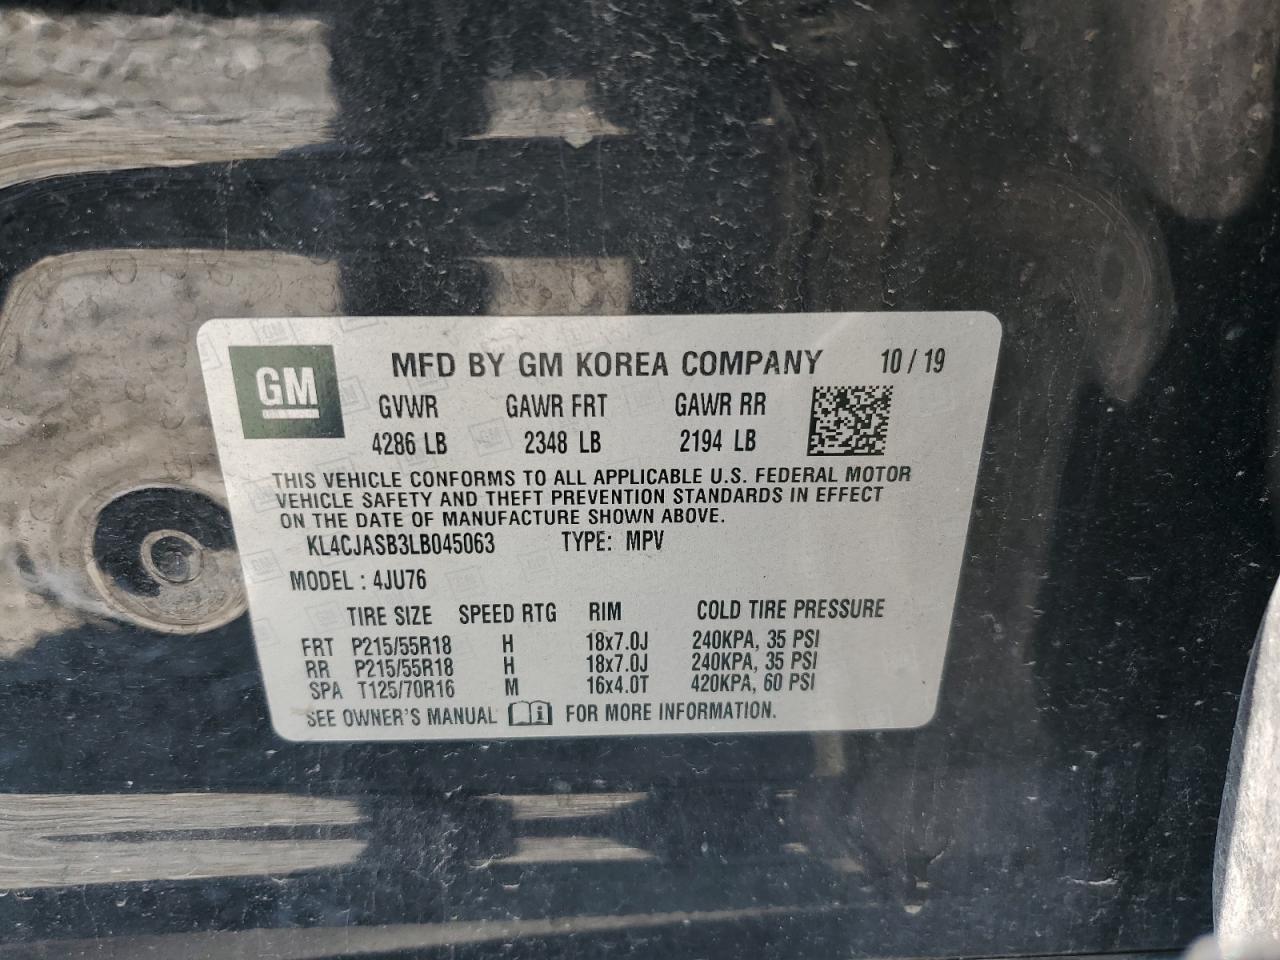 GM
MFD BY GM KOREA COMPANY 10 / 19
GVWR GAWR FRT GAWR RR
4286 LB 2348 LB 2194 LB
THIS VEHICLE CONFORMS TO ALL APPLICABLE U.S. FEDERAL MOTOR
VEHICLE SAFETY AND THEFT PREVENTION STANDARDS IN EFFECT
ON THE DATE OF MANUFACTURE SHOWN ABOVE.
KL4CJASB3LB045063 TYPE: MPV
MODEL : 4JU76
TIRE SIZE SPEED RTG RIM COLD TIRE PRESSURE
FRT P215/55R18 H 18x7.0J 240KPA, 35 PSI
RR P215/55R18 H 18x7.0J 240KPA, 35 PSI
SPA T125/70R16 M 16x4.0T 420KPA, 60 PSI
SEE OWNER'S MANUAL i FOR MORE INFORMATION.